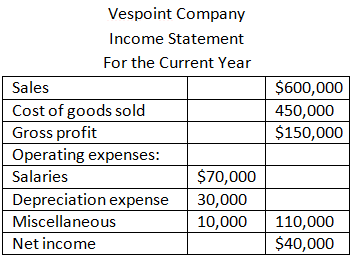 Vespoint Company
Income Statement
For the Current Year
Sales $600,000
Cost of goods sold 450,000
Gross profit $150,000
Operating expenses:
Salaries $70,000
Depreciation expense 30,000
Miscellaneous 10,000 110,000
Net income $40,000